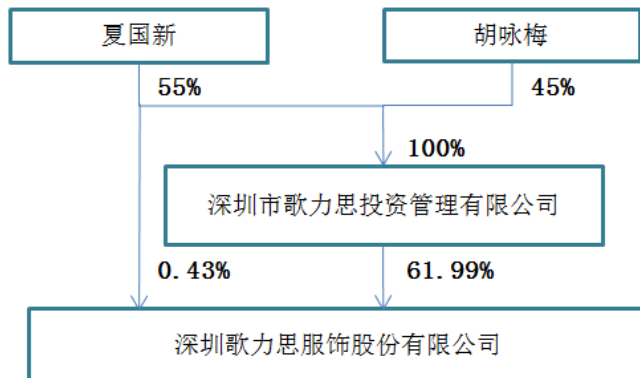 夏国新
胡咏梅
55%
45%
100%
深圳市歌力思投资管理有限公司
0.43%
61.99%
深圳歌力思服饰股份有限公司